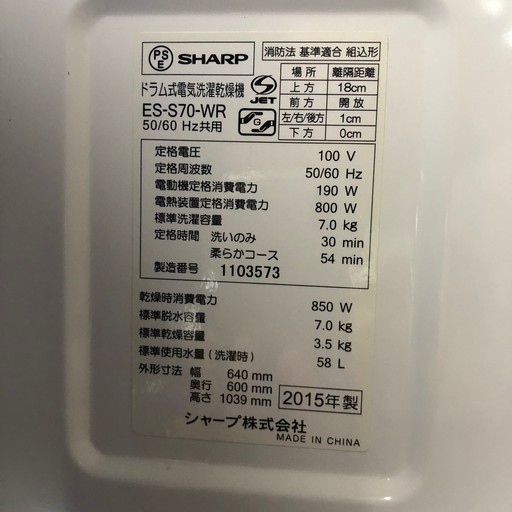 PSE SHARP
ドラム式電気洗濯乾燥機
ES-S70-WR
50/60 Hz共用
S-JET
G
消防法 基準適合 組込形
場所 離隔距離
上方 18cm
前方 開放
左/右/後方 1cm
下方 0cm
定格電圧 100 V
定格周波数 50/60 Hz
電動機定格消費電力 190 W
電熱装置定格消費電力 800 W
標準洗濯容量 7.0 kg
定格時間 洗いのみ 30 min
柔らかコース 54 min
製造番号 1103573
乾燥時消費電力 850 W
標準脱水容量 7.0 kg
標準乾燥容量 3.5 kg
標準使用水量(洗濯時) 58 L
外形寸法 幅 640 mm
奥行 600 mm
高さ 1039 mm
2015年製
シャープ株式会社
MADE IN CHINA